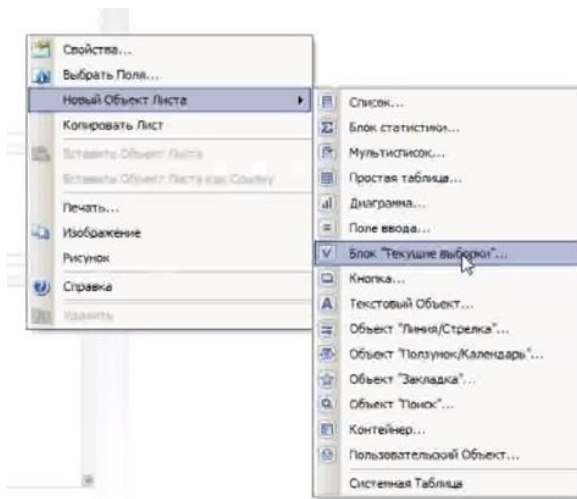 Свойства...
Выбрать Поля...
Новый Объект Листа
Копировать Лист
Вставить Объект Листа
Вставить Объект Листа как Ссылку
Печать...
Изображение
Рисунок
Справка
Удалить
Список...
Блок статистики...
Мультисписок...
Простая таблица...
Диаграмма...
Поле ввода...
Блок "Текущие выборки"...
Кнопка...
Текстовый Объект...
Объект "Линия/Стрелка"...
Объект "Ползунок/Календарь"...
Объект "Закладка"...
Объект "Поиск"...
Контейнер...
Пользовательский Объект...
Системная Таблица